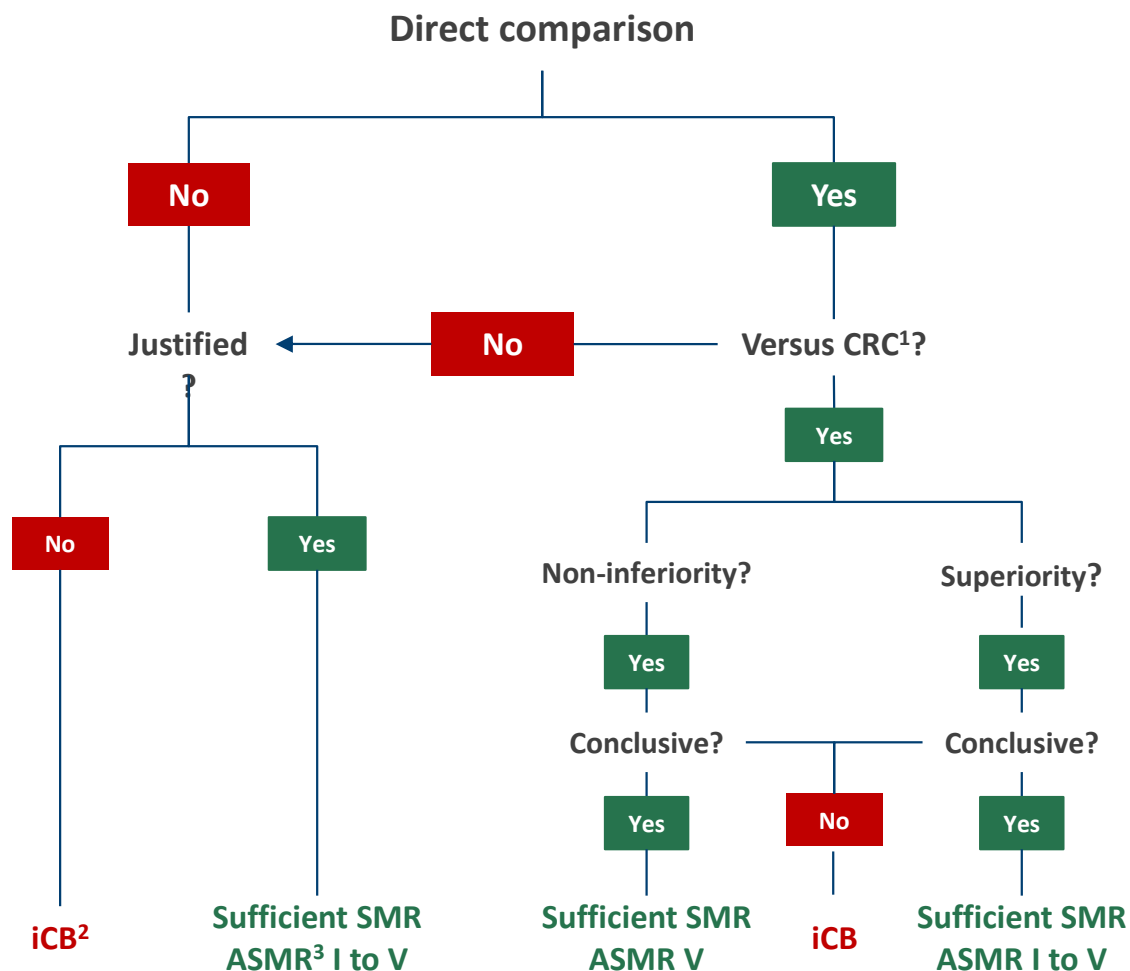 Direct comparison
No
Yes
Justified
?
No
Versus CRC¹?
Yes
No
Yes
Non-inferiority?
Superiority?
Yes
Yes
Conclusive?
Conclusive?
Yes
No
Yes
iCB²
Sufficient SMR
ASMR³ I to V
Sufficient SMR
ASMR V
iCB
Sufficient SMR
ASMR I to V